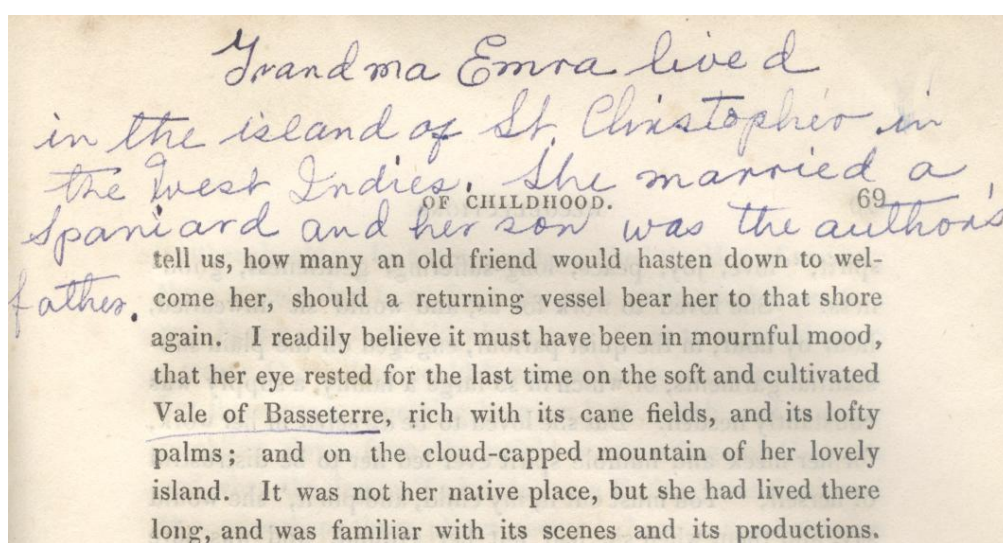 Grandma Emra lived
in the island of St. Christopher in
the West Indies. She married a
OF CHILDHOOD. 69
Spaniard and her son was the author's
father.
tell us, how many an old friend would hasten down to wel-
come her, should a returning vessel bear her to that shore
again. I readily believe it must have been in mournful mood,
that her eye rested for the last time on the soft and cultivated
Vale of Basseterre, rich with its cane fields, and its lofty
palms; and on the cloud-capped mountain of her lovely
island. It was not her native place, but she had lived there
long, and was familiar with its scenes and its productions.